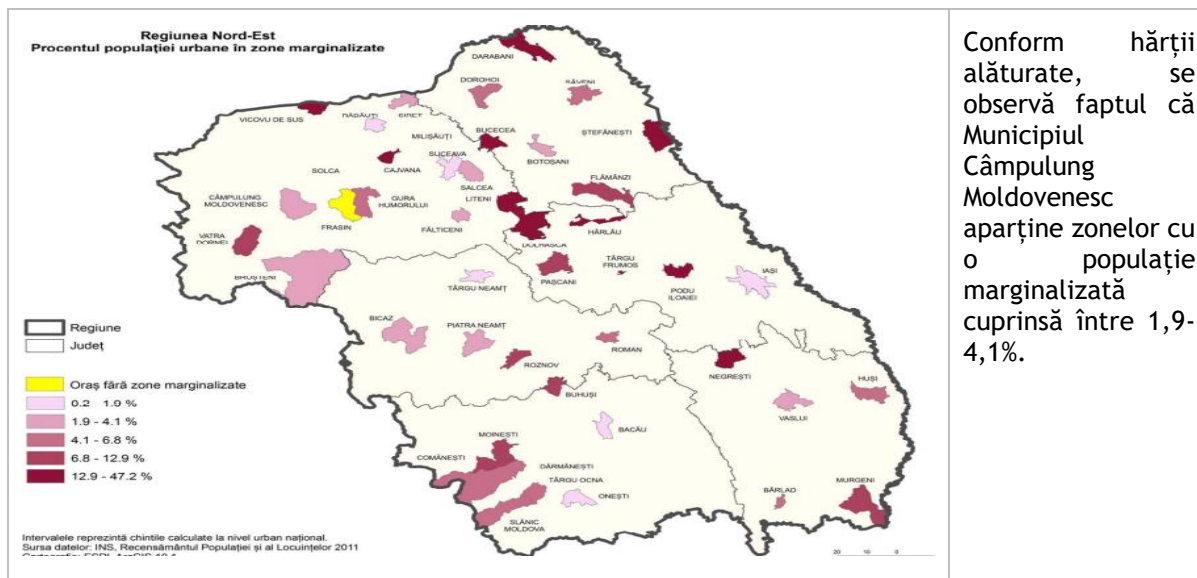 Regiunea Nord-Est
Procentul populației urbane în zone marginalizate
DARABANI
DOROHOI
SĂVENI
VICOVU DE SUS
RĂDĂUȚI
SIRET
MILIȘĂUȚI
BUCECEA
ȘTEFĂNEȘTI
SUCEAVA
BOTOȘANI
SOLCA
CAJVANA
SALCEA
FLĂMÂNZI
CÂMPULUNG
MOLDOVENESC
GURA
HUMORULUI
LITENI
FRASIN
FĂLTICENI
HÂRLĂU
VATRA
DORNEI
DOLHASCA
TÂRGU
FRUMOS
IAȘI
BROȘTENI
TÂRGU NEAMȚ
PAȘCANI
PODU
ILOAIEI
BICAZ
PIATRA NEAMȚ
ROMAN
ROZNOV
NEGREȘTI
HUȘI
BUHUȘI
VASLUI
BACĂU
MOINEȘTI
COMĂNEȘTI
DĂRMĂNEȘTI
TÂRGU OCNA
ONEȘTI
BÂRLAD
MURGENI
SLĂNIC
MOLDOVA
Regiune
Județ
Oraș fără zone marginalizate
0.2 - 1.9 %
1.9 - 4.1 %
4.1 - 6.8 %
6.8 - 12.9 %
12.9 - 47.2 %
Intervalele reprezintă chintile calculate la nivel urban național.
Sursa datelor: INS, Recensământul Populației și al Locuințelor 2011
20 10 0
Conform hărții
alăturate, se
observă faptul că
Municipiul
Câmpulung
Moldovenesc
aparține zonelor cu
o populație
marginalizată
cuprinsă între 1,9-
4,1%.